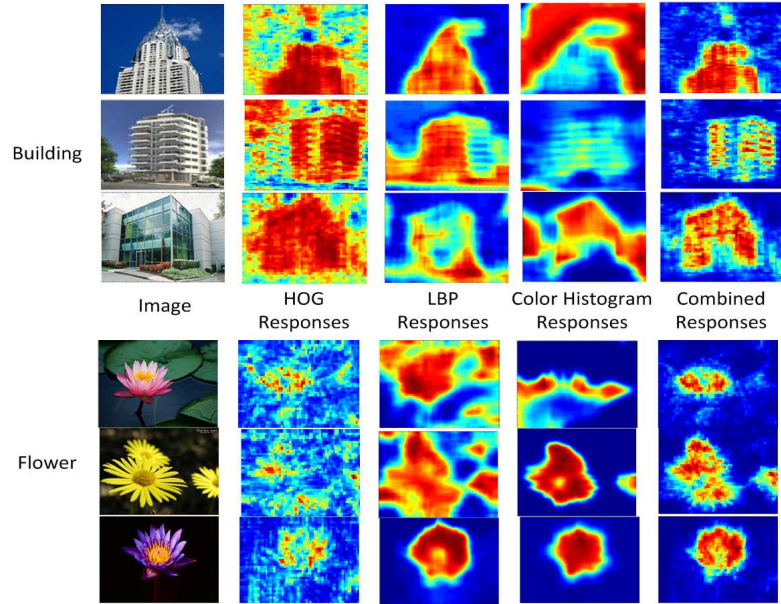 Building
Image
HOG
Responses
LBP
Responses
Color Histogram
Responses
Combined
Responses
Flower